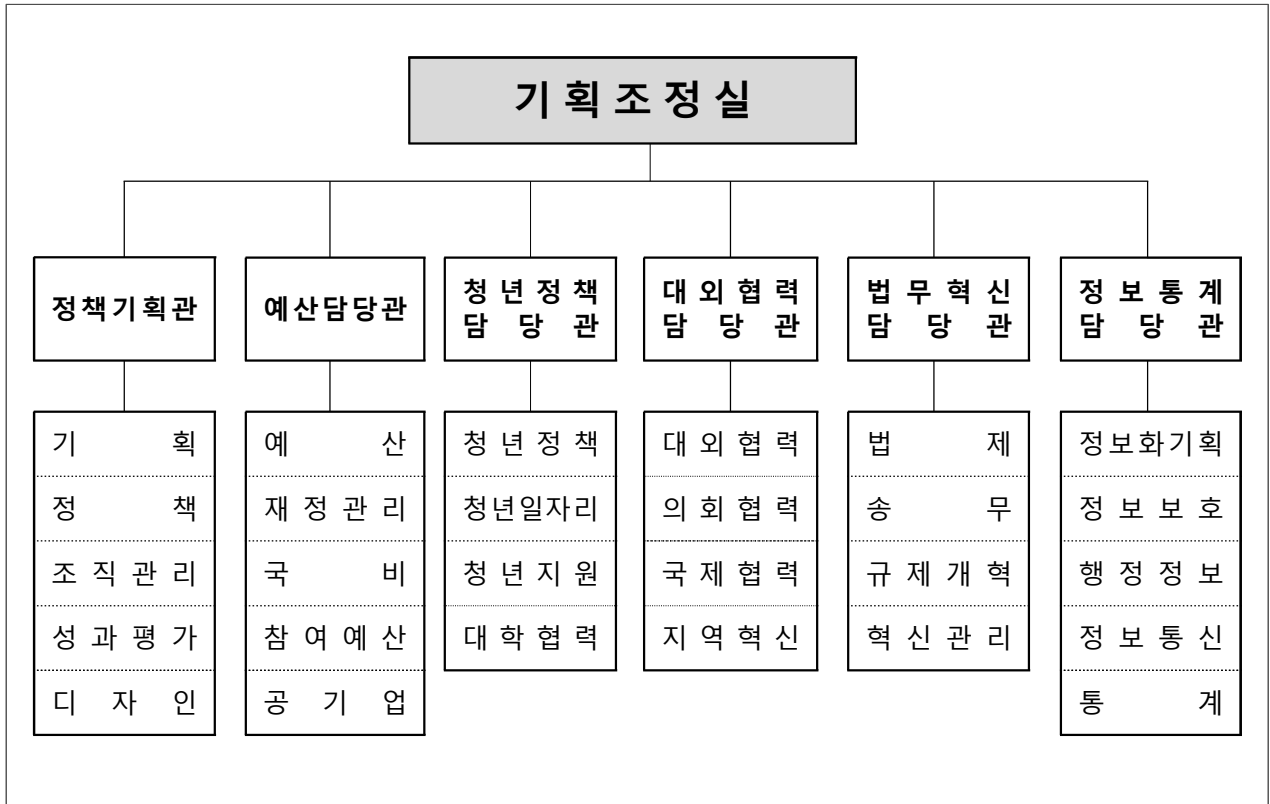 기획조정실
정책기획관
예산담당관
청년정책
담당관
대외협력
담당관
법무혁신
담당관
정보통계
담당관
기획
정책
조직관리
성과평가
디자인
예산
재정관리
국비
참여예산
공기업
청년정책
청년일자리
청년지원
대학협력
대외협력
의회협력
국제협력
지역혁신
법제
송무
규제개혁
혁신관리
정보화기획
정보보호
행정정보
정보통신
통계